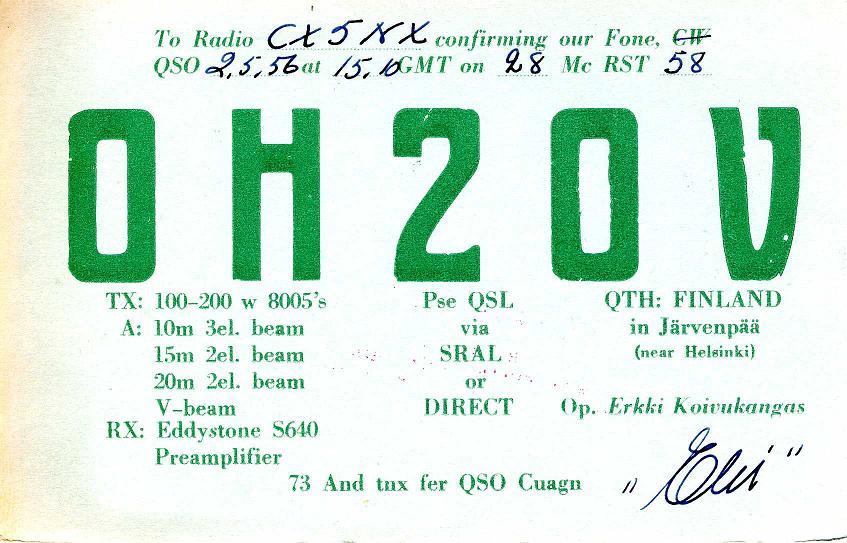 To Radio CX5NX confirming our Fone, CW
QSO 2.5.56 at 15.10 GMT on 28 Mc RST 58
OH2OV
TX: 100-200 w 8005's
A: 10m 3el. beam
15m 2el. beam
20m 2el. beam
V-beam
RX: Eddystone S640
Preamplifier
Pse QSL
via
SRAL
or
DIRECT
QTH: FINLAND
in Järvenpää
(near Helsinki)
Op. Erkki Koivukangas
73 And tnx fer QSO Cuagn